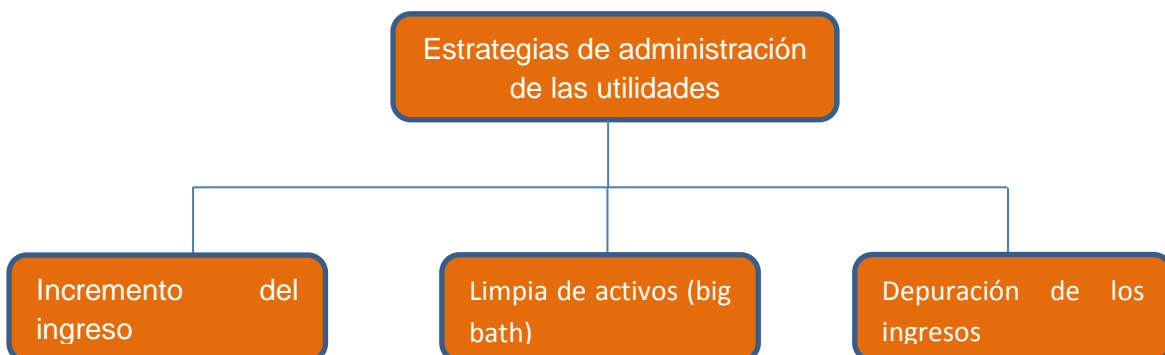 Estrategias de administración
de las utilidades
Incremento del
ingreso
Limpia de activos (big
bath)
Depuración de los
ingresos